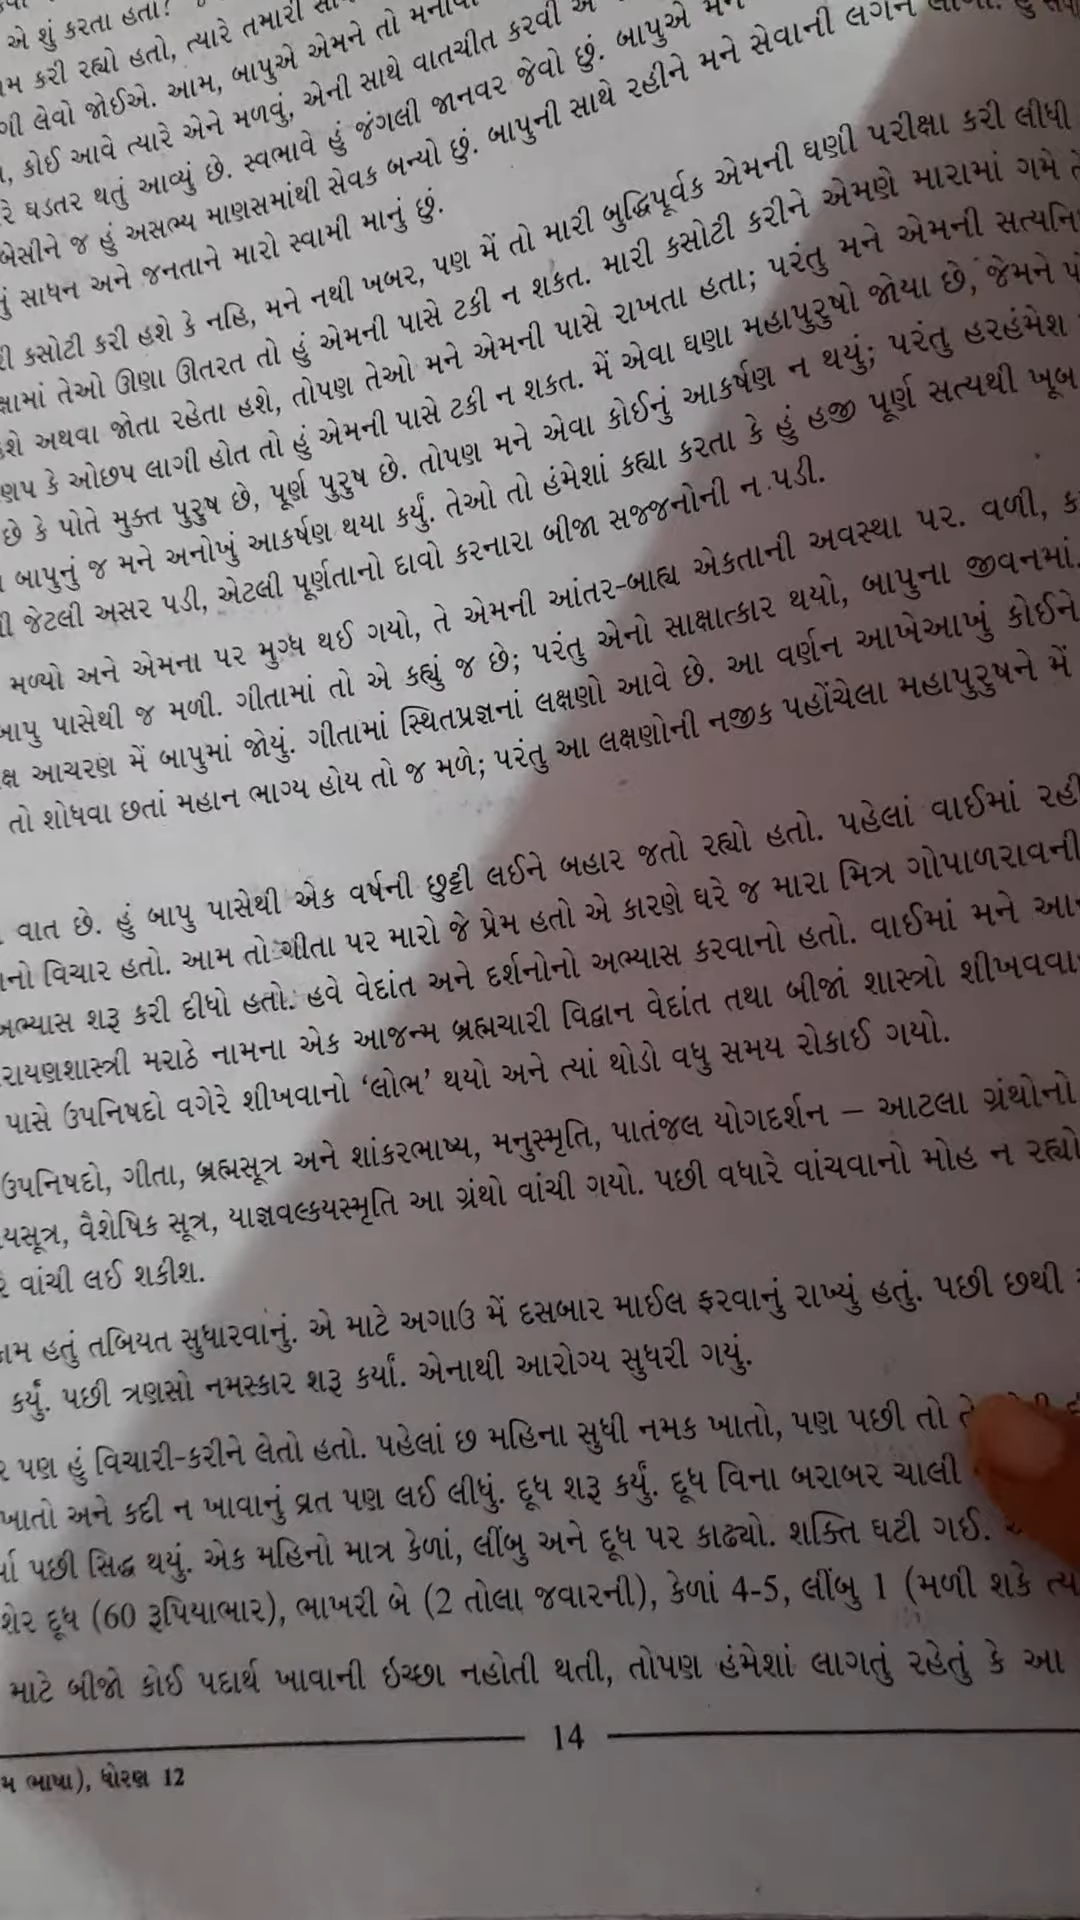 એ શું કરતા હતા?
કરી રહ્યો હતો, ત્યારે તમારી
લેવો જોઈએ. આમ, બાપુએ એમને તો
કોઈ આવે ત્યારે એને મળવું, એની સાથે વાતચીત કરવી
ઘડતર થતું આવ્યું છે. સ્વભાવે હું જંગલી જાનવર જેવો છું. બાપુએ
બેસીને જ હું અસભ્ય માણસમાંથી સેવક બન્યો છું. બાપુની સાથે રહીને મને સેવાની લગન
સાધન અને જનતાને મારો સ્વામી માનું છું.
કસોટી કરી હશે કે નહિ, મને નથી ખબર, પણ મેં તો મારી બુદ્ધિપૂર્વક એમની ઘણી પરીક્ષા કરી લીધી
તેઓ ઊણા ઊતરત તો હું એમની પાસે ટકી ન શકત. મારી કસોટી કરીને એમણે મારામાં ગમે
અથવા જોતા રહેતા હશે, તોપણ તેઓ મને એમની પાસે રાખતા હતા; પરંતુ મને એમની
કે ઓછપ લાગી હોત તો હું એમની પાસે ટકી ન શકત. મેં એવા ઘણા મહાપુરુષો જોયા છે, જેમને
છે કે પોતે મુક્ત પુરુષ છે, પૂર્ણ પુરુષ છે. તોપણ મને એવા કોઈનું આકર્ષણ ન થયું; પરંતુ હરહંમેશ
બાપુનું જ મને અનોખું આકર્ષણ થયા કર્યું. તેઓ તો હંમેશાં કહ્યા કરતા કે હું હજી પૂર્ણ સત્યથી ખૂબ
જેટલી અસર પડી, એટલી પૂર્ણતાનો દાવો કરનારા બીજા સજ્જનોની ન પડી.
મળ્યો અને એમના પર મુગ્ધ થઈ ગયો, તે એમની આંતર-બાહ્ય એકતાની અવસ્થા પર. વળી,
બાપુ પાસેથી જ મળી. ગીતામાં તો એ કહ્યું જ છે; પરંતુ એનો સાક્ષાત્કાર થયો, બાપુના જીવનમાં.
આચરણ મેં બાપુમાં જોયું. ગીતામાં સ્થિતપ્રજ્ઞનાં લક્ષણો આવે છે. આ વર્ણન આખેઆખું કોઈને
તો શોધવા છતાં મહાન ભાગ્ય હોય તો જ મળે; પરંતુ આ લક્ષણોની નજીક પહોંચેલા મહાપુરુષને મેં
વાત છે. હું બાપુ પાસેથી એક વર્ષની છુટ્ટી લઈને બહાર જતો રહ્યો હતો. પહેલાં વાઈમાં રહી
વિચાર હતો. આમ તો ગીતા પર મારો જે પ્રેમ હતો એ કારણે ઘરે જ મારા મિત્ર ગોપાળરાવની
અભ્યાસ શરૂ કરી દીધો હતો. હવે વેદાંત અને દર્શનોનો અભ્યાસ કરવાનો હતો. વાઈમાં મને
મરાઠે નામના એક આજન્મ બ્રહ્મચારી વિદ્વાન વેદાંત તથા બીજાં શાસ્ત્રો શીખવવા
પાસે ઉપનિષદો વગેરે શીખવાનો ‘લોભ’ થયો અને ત્યાં થોડો વધુ સમય રોકાઈ ગયો.
ઉપનિષદો, ગીતા, બ્રહ્મસૂત્ર અને શાંકરભાષ્ય, મનુસ્મૃતિ, પાતંજલ યોગદર્શન – આટલા ગ્રંથોનો
વૈશેષિક સૂત્ર, યાજ્ઞવલ્ક્યસ્મૃતિ આ ગ્રંથો વાંચી ગયો. પછી વધારે વાંચવાનો મોહ ન રહ્યો
વાંચી લઈ શકીશ.
હતું તબિયત સુધારવાનું. એ માટે અગાઉ મેં દસબાર માઈલ ફરવાનું રાખ્યું હતું. પછી છથી
કર્યું. પછી ત્રણસો નમસ્કાર શરૂ કર્યાં. એનાથી આરોગ્ય સુધરી ગયું.
પણ હું વિચારી-કરીને લેતો હતો. પહેલાં છ મહિના સુધી નમક ખાતો, પણ પછી તો
ખાતો અને કદી ન ખાવાનું વ્રત પણ લઈ લીધું. દૂધ શરૂ કર્યું. દૂધ વિના બરાબર ચાલી
પછી સિદ્ધ થયું. એક મહિનો માત્ર કેળાં, લીંબુ અને દૂધ પર કાઢ્યો. શક્તિ ઘટી ગઈ.
શેર દૂધ (60 રૂપિયાભાર), ભાખરી બે (2 તોલા જવારની), કેળાં 4-5, લીંબુ 1 (મળી શકે
માટે બીજો કોઈ પદાર્થ ખાવાની ઇચ્છા નહોતી થતી, તોપણ હંમેશાં લાગતું રહેતું કે આ
14
ભાષા), ધોરણ 12